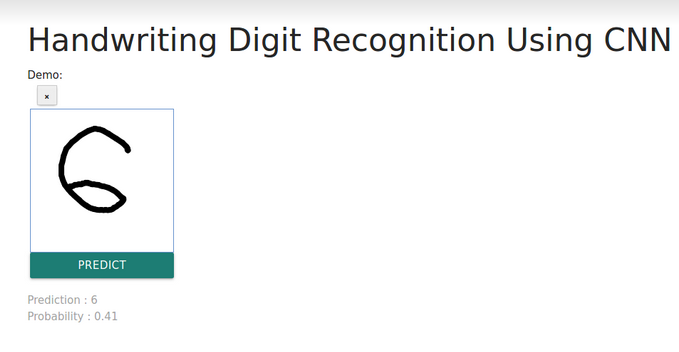 Handwriting Digit Recognition Using CNN
Demo:
×
6
PREDICT
Prediction : 6
Probability : 0.41